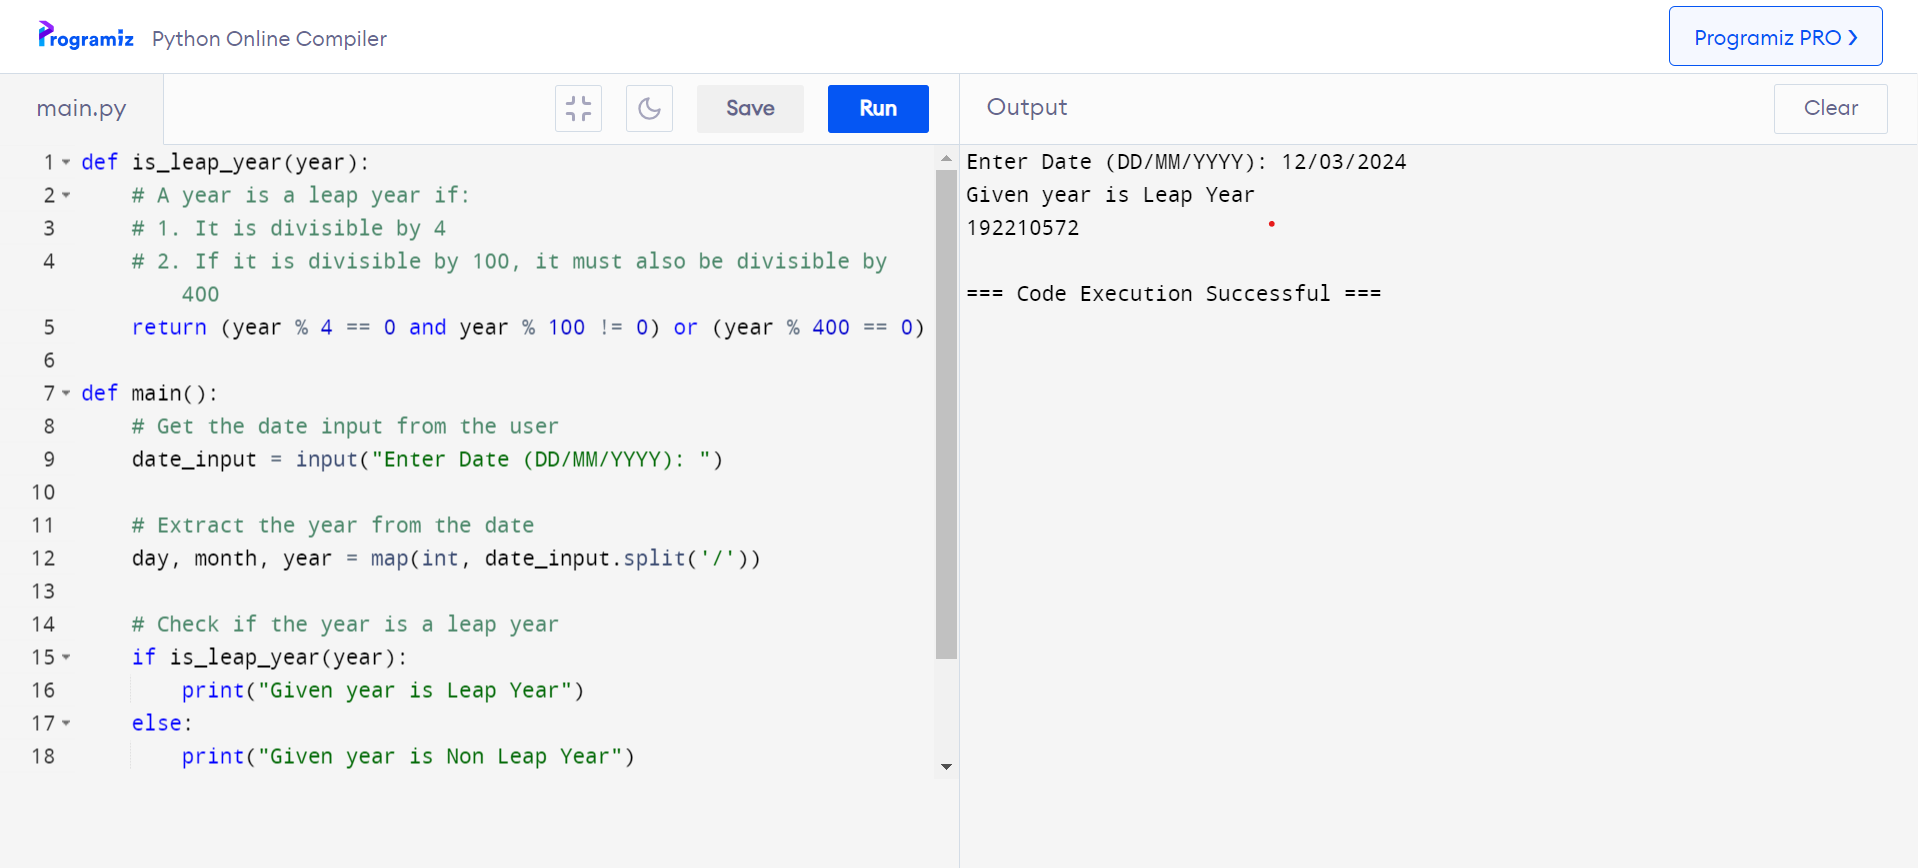 Programiz Python Online Compiler
Programiz PRO
main.py
Save
Run
Output
Clear
1 def is_leap_year(year):
2 # A year is a leap year if:
3 # 1. It is divisible by 4
4 # 2. If it is divisible by 100, it must also be divisible by
400
5 return (year % 4 == 0 and year % 100 != 0) or (year % 400 == 0)
6
7 def main():
8 # Get the date input from the user
9 date_input = input("Enter Date (DD/MM/YYYY): ")
10
11 # Extract the year from the date
12 day, month, year = map(int, date_input.split('/'))
13
14 # Check if the year is a leap year
15 if is_leap_year(year):
16 print("Given year is Leap Year")
17 else:
18 print("Given year is Non Leap Year")
Enter Date (DD/MM/YYYY): 12/03/2024
Given year is Leap Year
192210572
=== Code Execution Successful ===